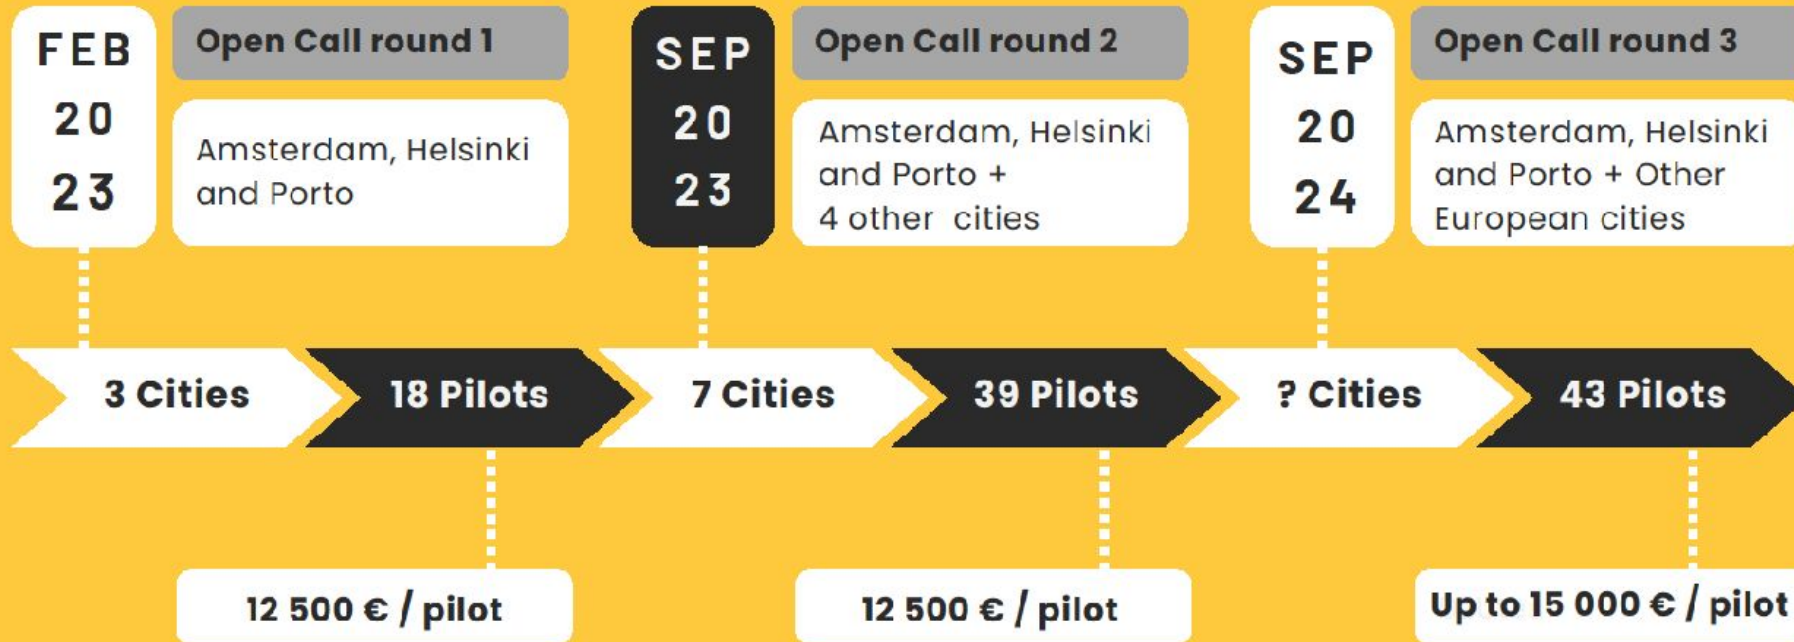 FEB
20
23
Open Call round 1
Amsterdam, Helsinki
and Porto
SEP
20
23
Open Call round 2
Amsterdam, Helsinki
and Porto +
4 other cities
SEP
20
24
Open Call round 3
Amsterdam, Helsinki
and Porto + Other
European cities
3 Cities
18 Pilots
7 Cities
39 Pilots
? Cities
43 Pilots
12 500 € / pilot
12 500 € / pilot
Up to 15 000 € / pilot